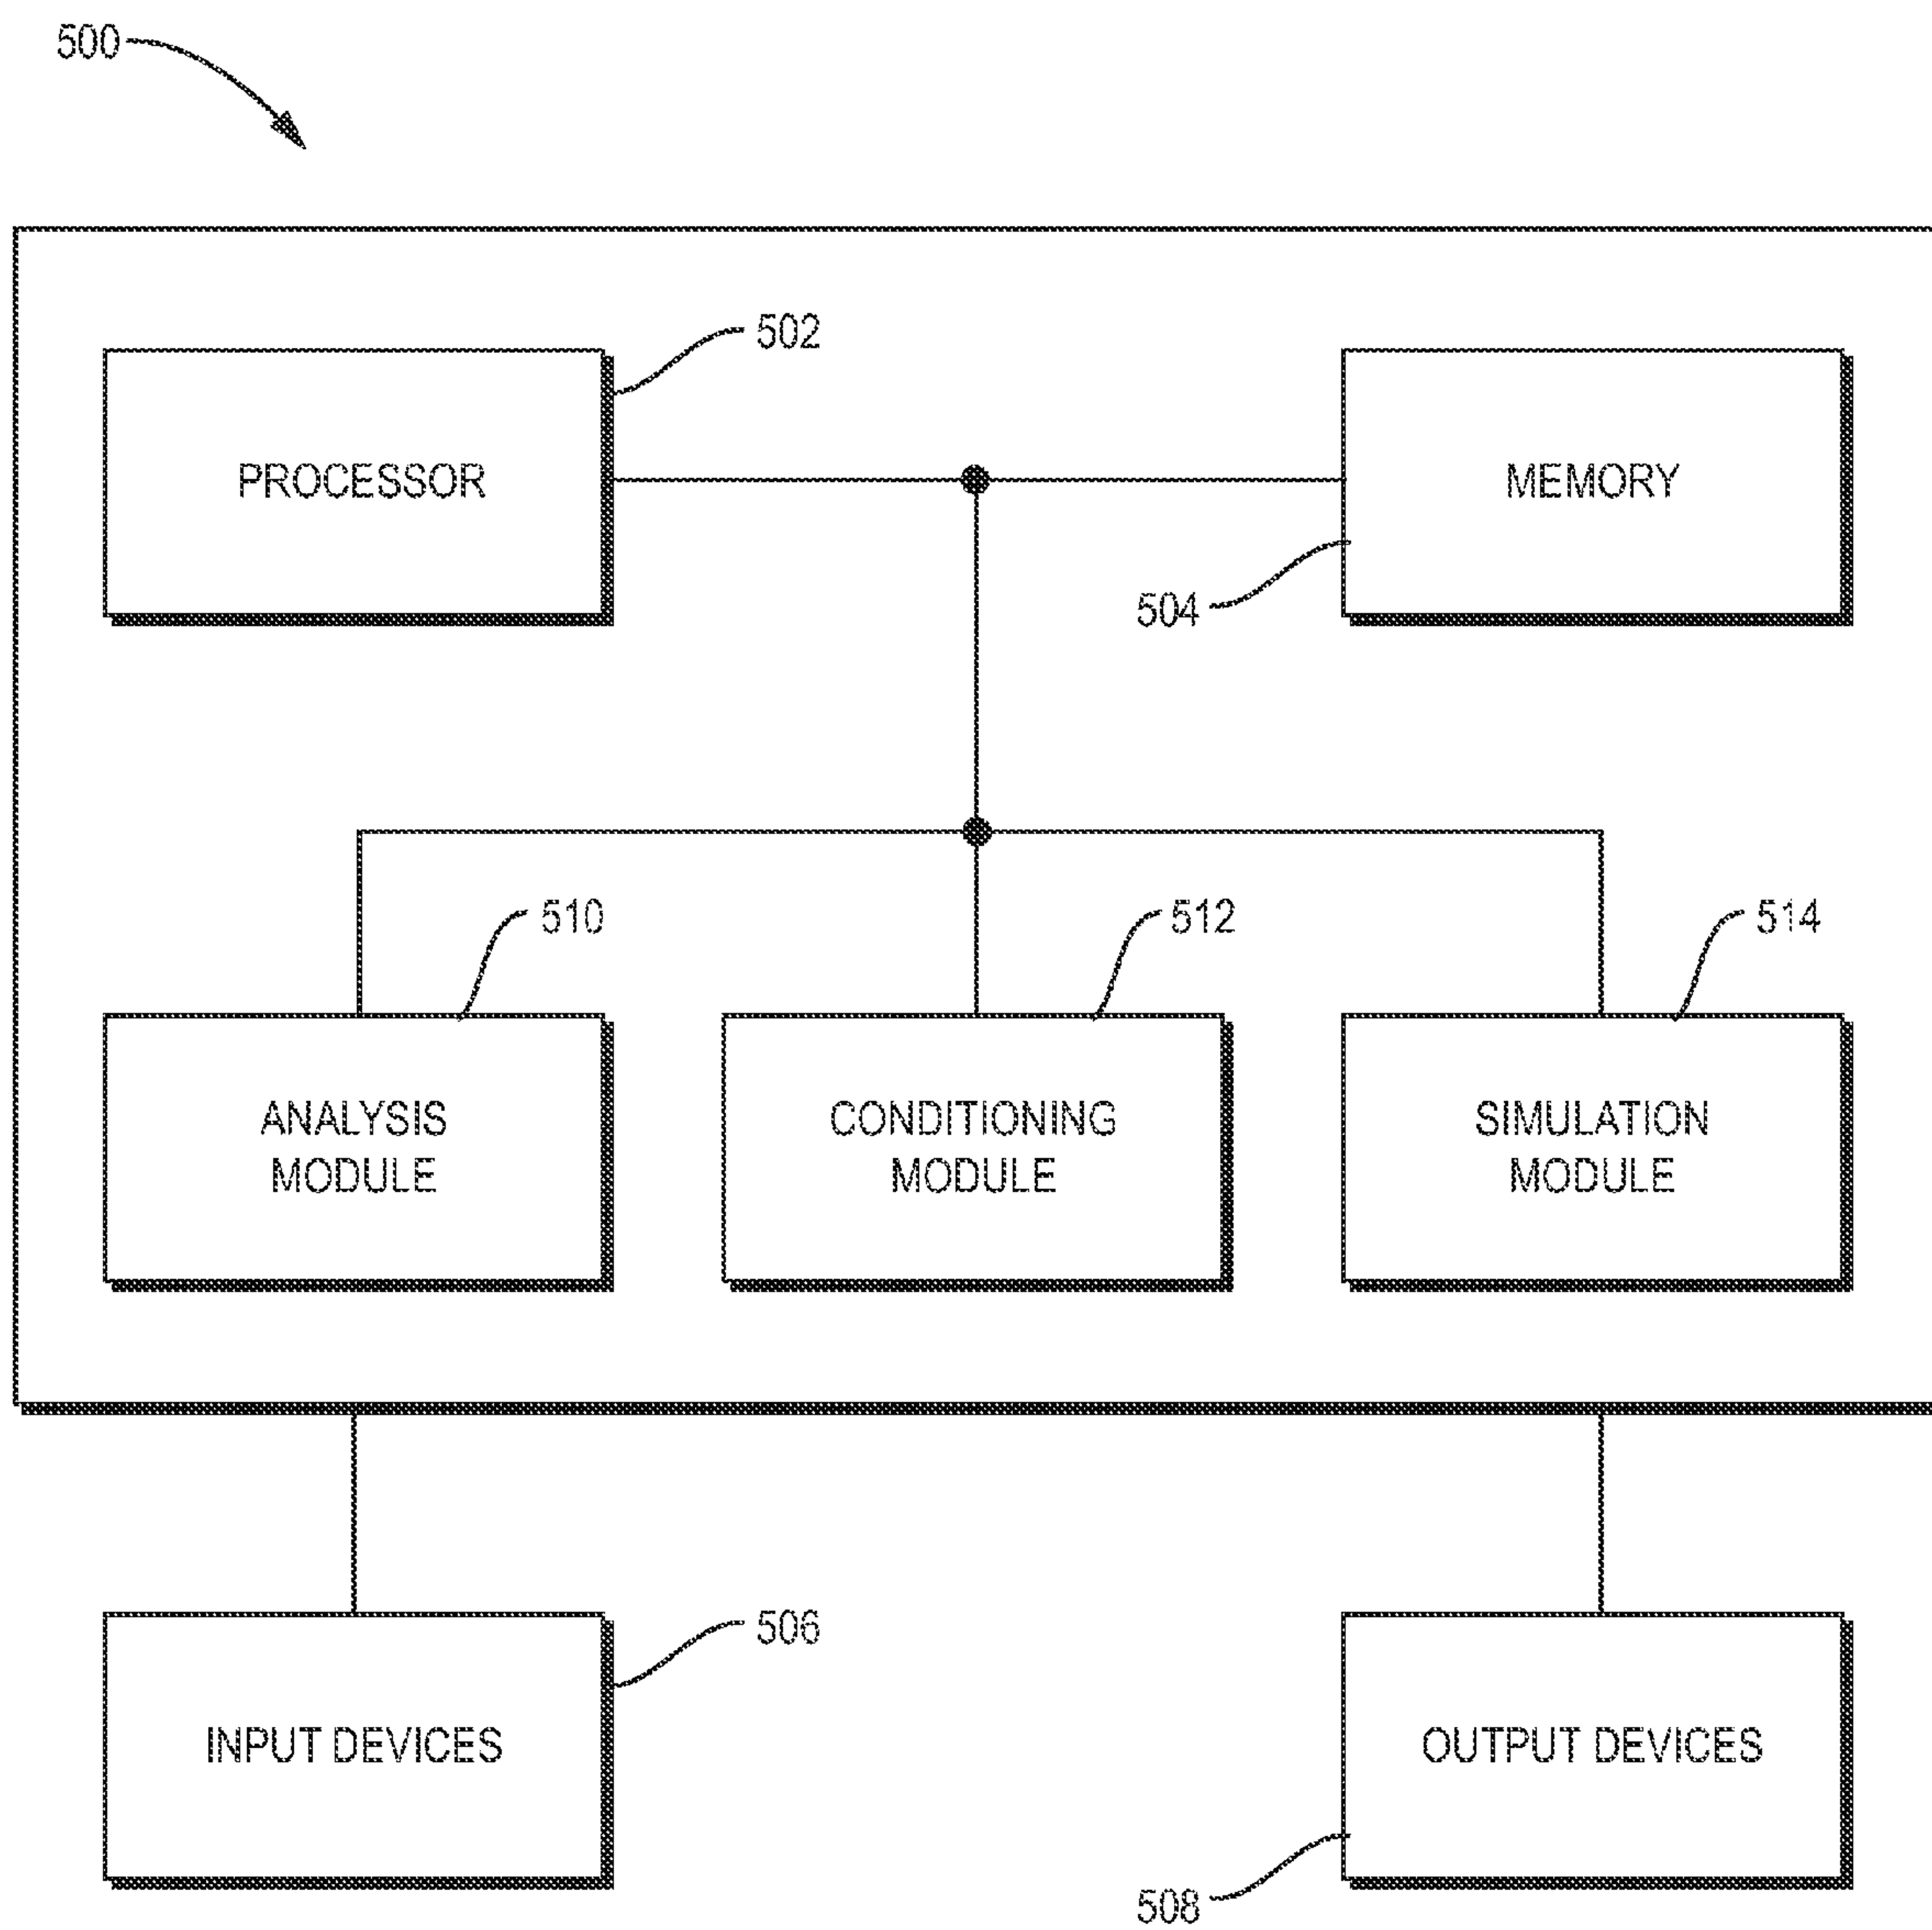 500
502
PROCESSOR
MEMORY
504
510
512
514
ANALYSIS
MODULE
CONDITIONING
MODULE
SIMULATION
MODULE
506
INPUT DEVICES
OUTPUT DEVICES
508